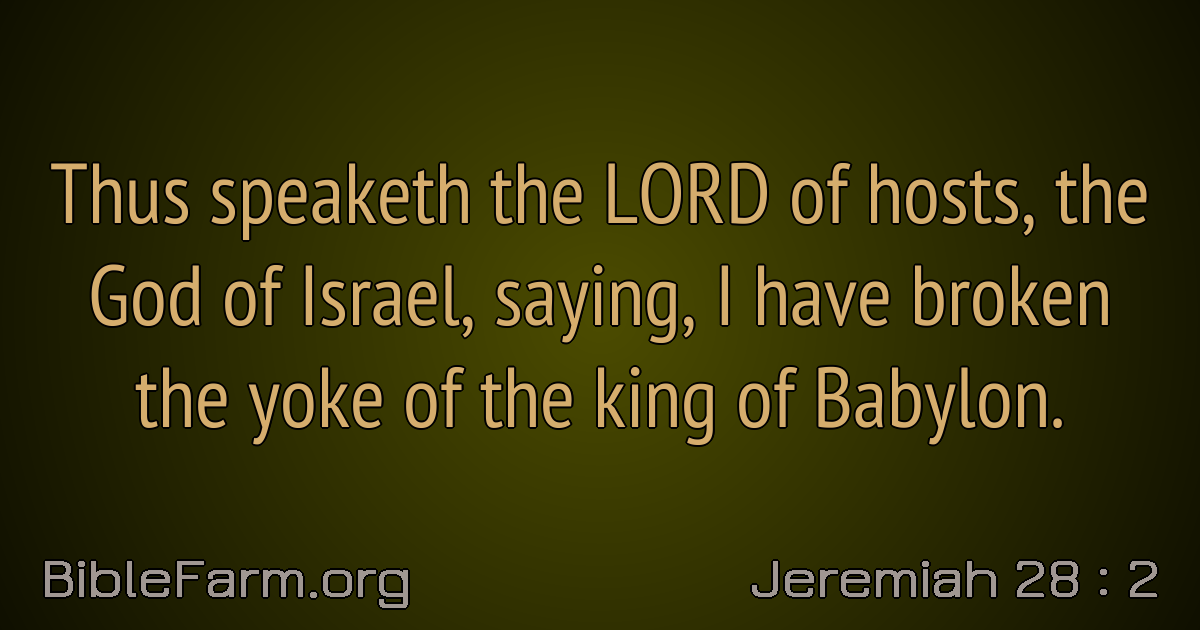 Thus speaketh the LORD of hosts, the
God of Israel, saying, I have broken
the yoke of the king of Babylon.
BibleFarm.org
Jeremiah 28 : 2